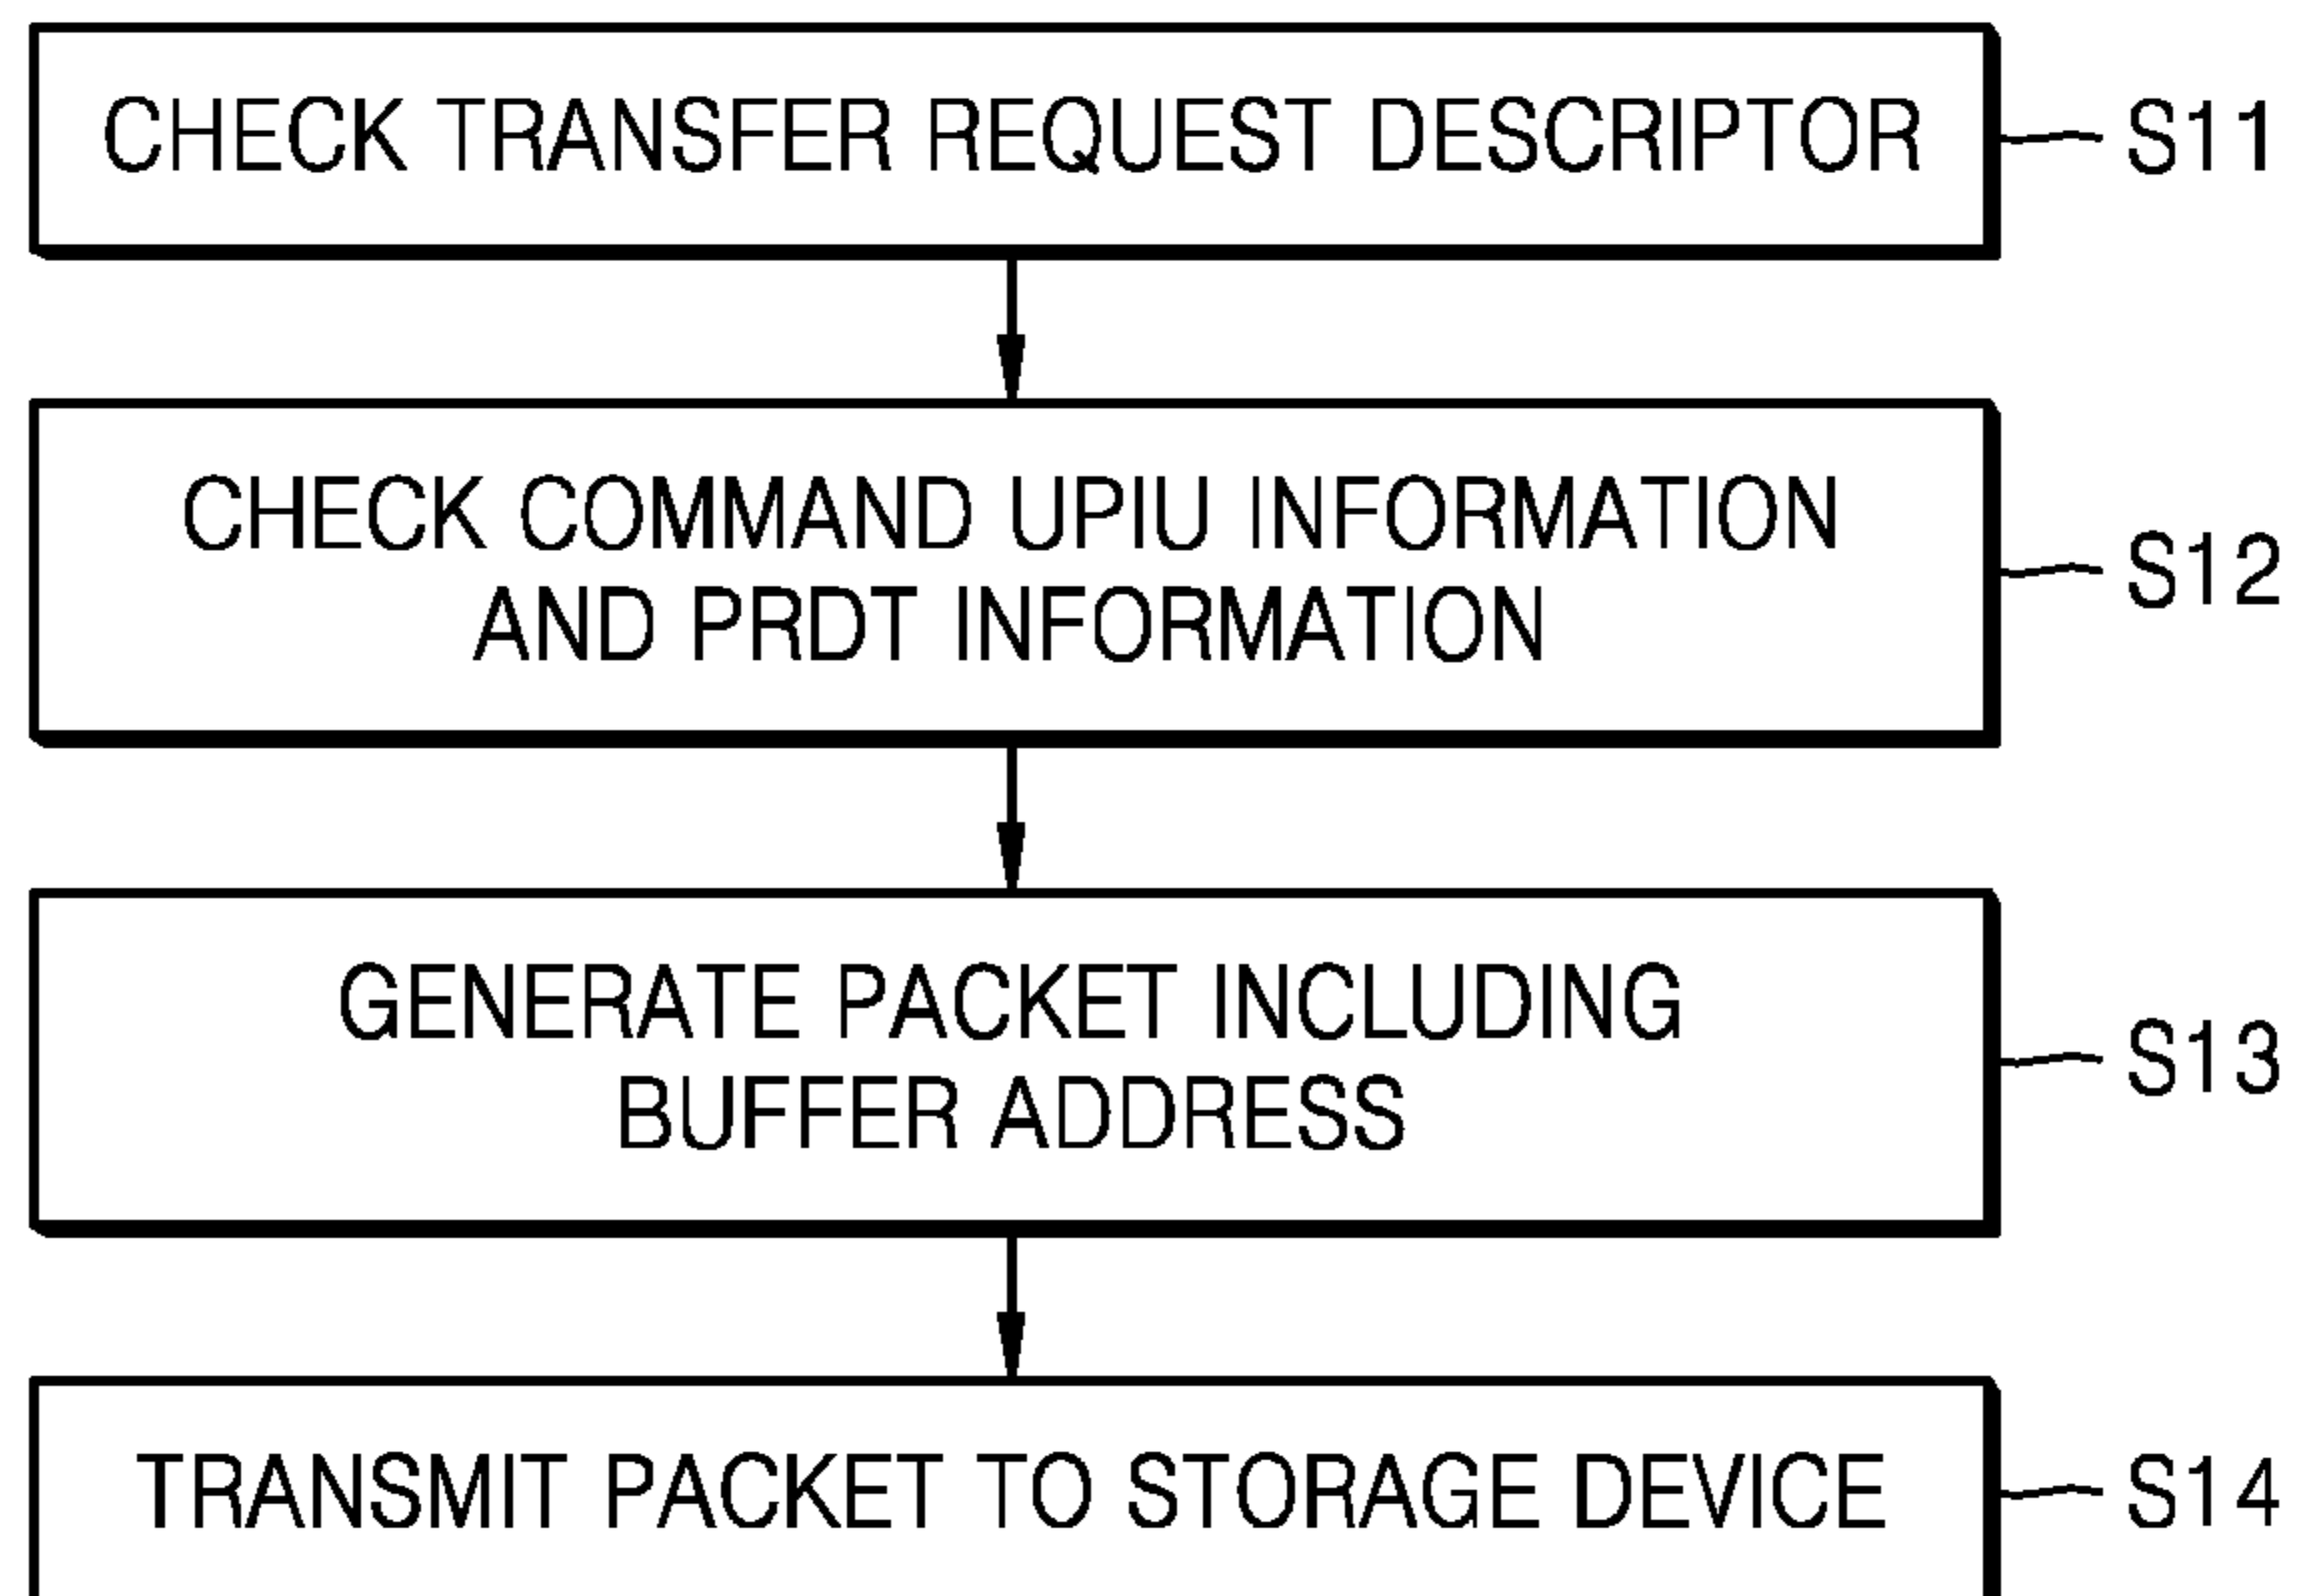 CHECK TRANSFER REQUEST DESCRIPTOR
S11
CHECK COMMAND UPIU INFORMATION
AND PRDT INFORMATION
S12
GENERATE PACKET INCLUDING
BUFFER ADDRESS
S13
TRANSMIT PACKET TO STORAGE DEVICE
S14